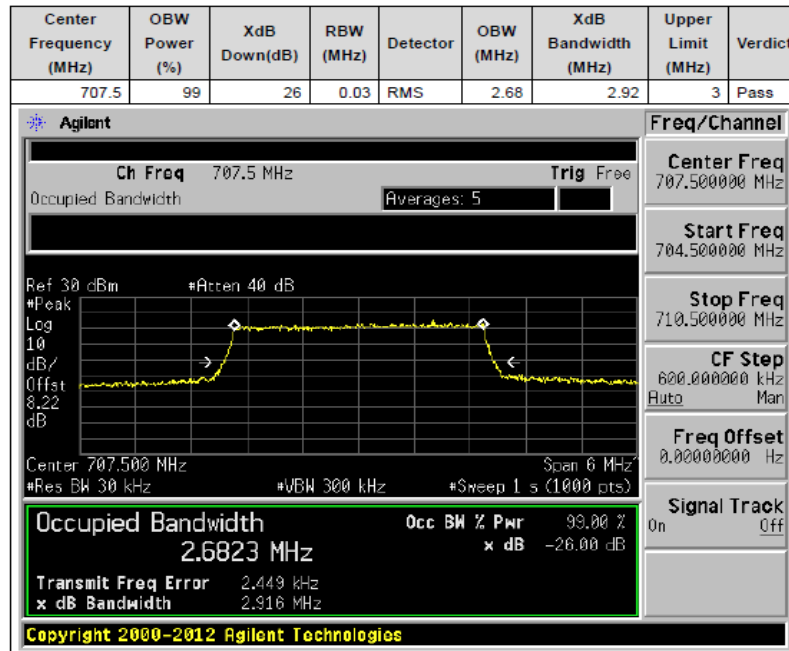 Center Frequency (MHz) OBW Power (%) XdB Down(dB) RBW (MHz) Detector OBW (MHz) XdB Bandwidth (MHz) Upper Limit (MHz) Verdict
707.5 99 26 0.03 RMS 2.68 2.92 3 Pass
Agilent
Freq/Channel
Ch Freq 707.5 MHz Trig Free
Occupied Bandwidth Averages: 5
Ref 30 dBm #Atten 40 dB
#Peak
Log
10
dB/
Offst
8.22
dB
Center 707.500 MHz Span 6 MHz
#Res BW 30 kHz #VBW 300 kHz #Sweep 1 s (1000 pts)
Occupied Bandwidth Occ BW % Pwr 99.00 %
2.6823 MHz x dB -26.00 dB
Transmit Freq Error 2.449 kHz
x dB Bandwidth 2.916 MHz
Copyright 2000-2012 Agilent Technologies
Center Freq
707.500000 MHz
Start Freq
704.500000 MHz
Stop Freq
710.500000 MHz
CF Step
600.000000 kHz
Auto Man
Freq Offset
0.00000000 Hz
Signal Track
On Off